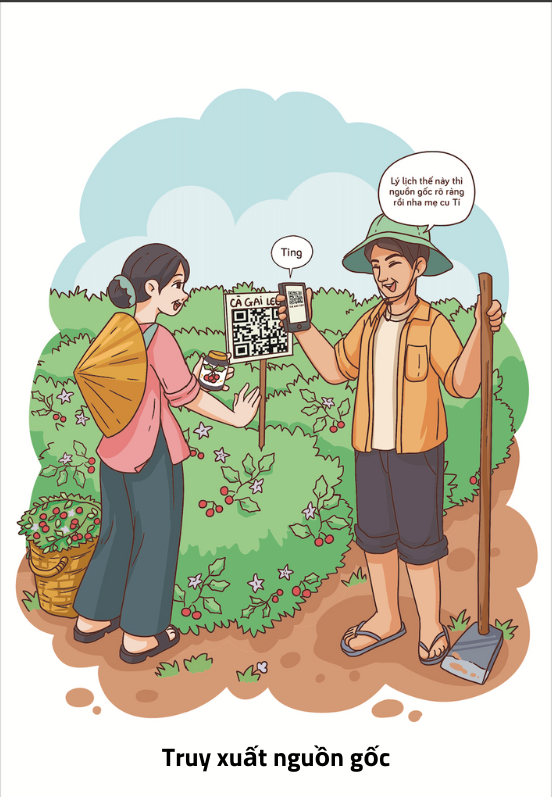 Lý lịch thế này thì
nguồn gốc rõ ràng
rồi nha mẹ cu Tí
Ting
CÀ GAI LEO
Truy xuất nguồn gốc